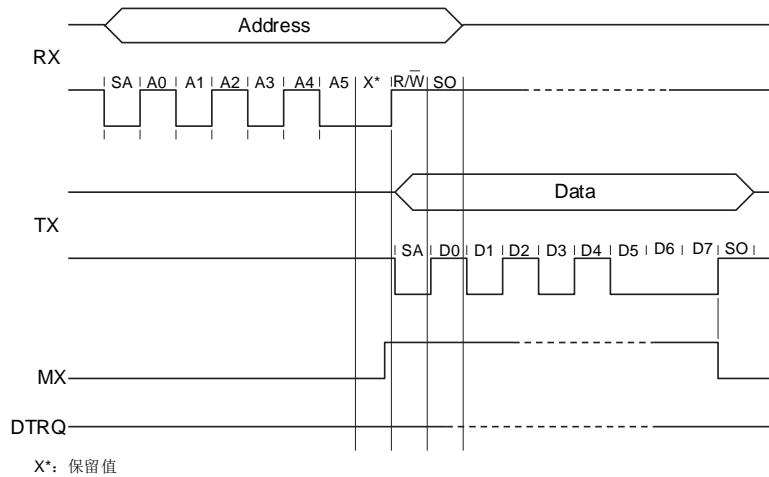 Address
RX
SA A0 A1 A2 A3 A4 A5 X* R/W̅ SO
Data
TX
SA D0 D1 D2 D3 D4 D5 D6 D7 SO
MX
DTRQ
X*：保留值